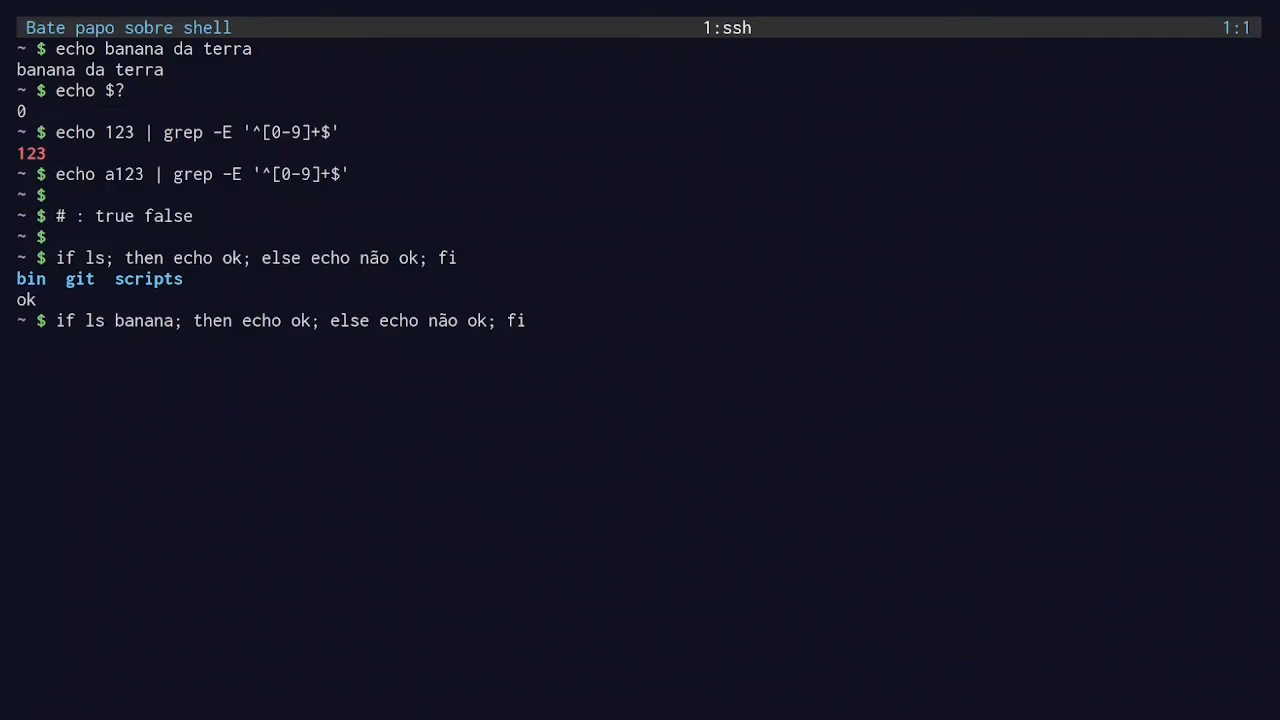 Bate papo sobre shell 1:ssh 1:1
~ $ echo banana da terra
banana da terra
~ $ echo $?
0
~ $ echo 123 | grep -E '^[0-9]+$'
123
~ $ echo a123 | grep -E '^[0-9]+$'
~ $
~ $ # : true false
~ $
~ $ if ls; then echo ok; else echo não ok; fi
bin git scripts
ok
~ $ if ls banana; then echo ok; else echo não ok; fi